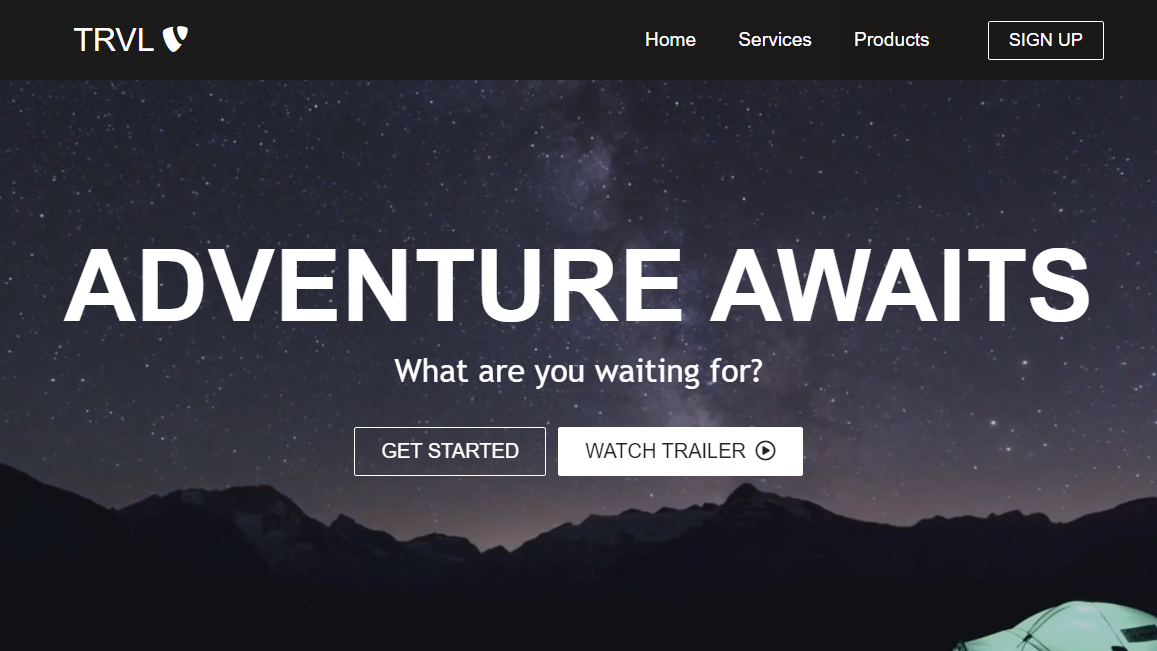 TRVL
Home Services Products SIGN UP
ADVENTURE AWAITS
What are you waiting for?
GET STARTED WATCH TRAILER